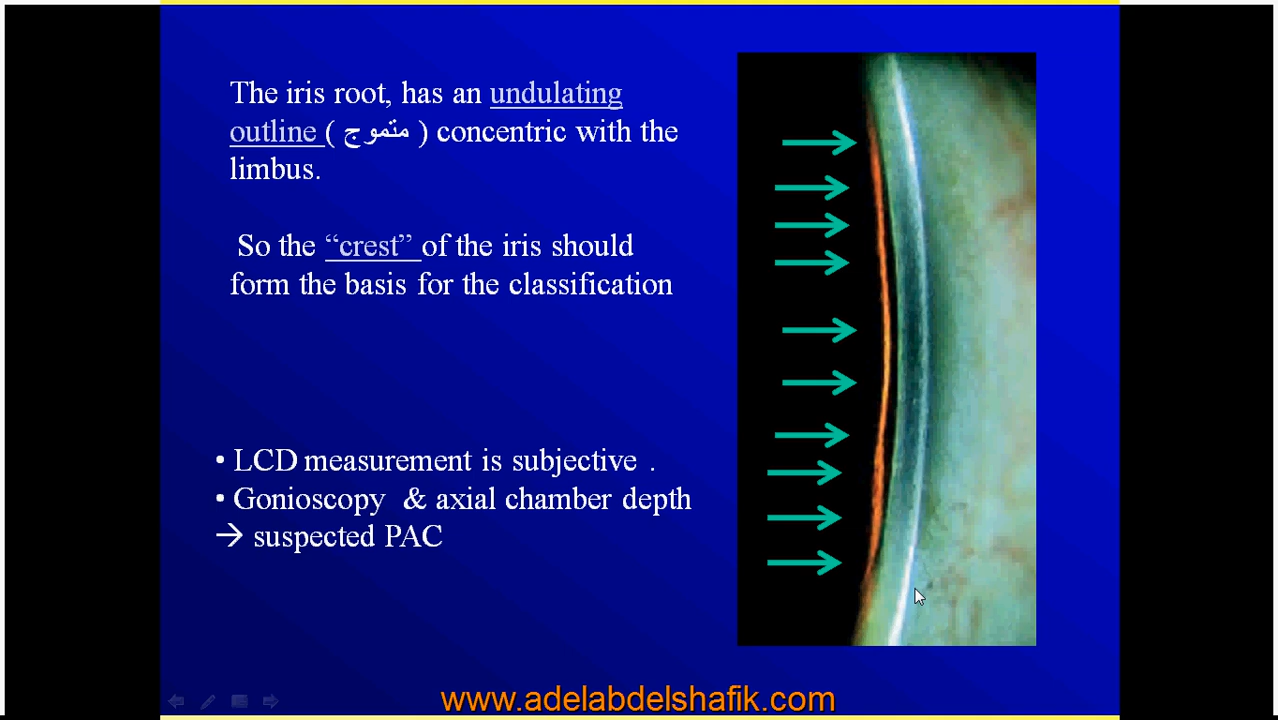 The iris root, has an undulating
outline ( متموج ) concentric with the
limbus.
So the “crest” of the iris should
form the basis for the classification
• LCD measurement is subjective .
• Gonioscopy & axial chamber depth
→ suspected PAC
www.adelabdelshafik.com